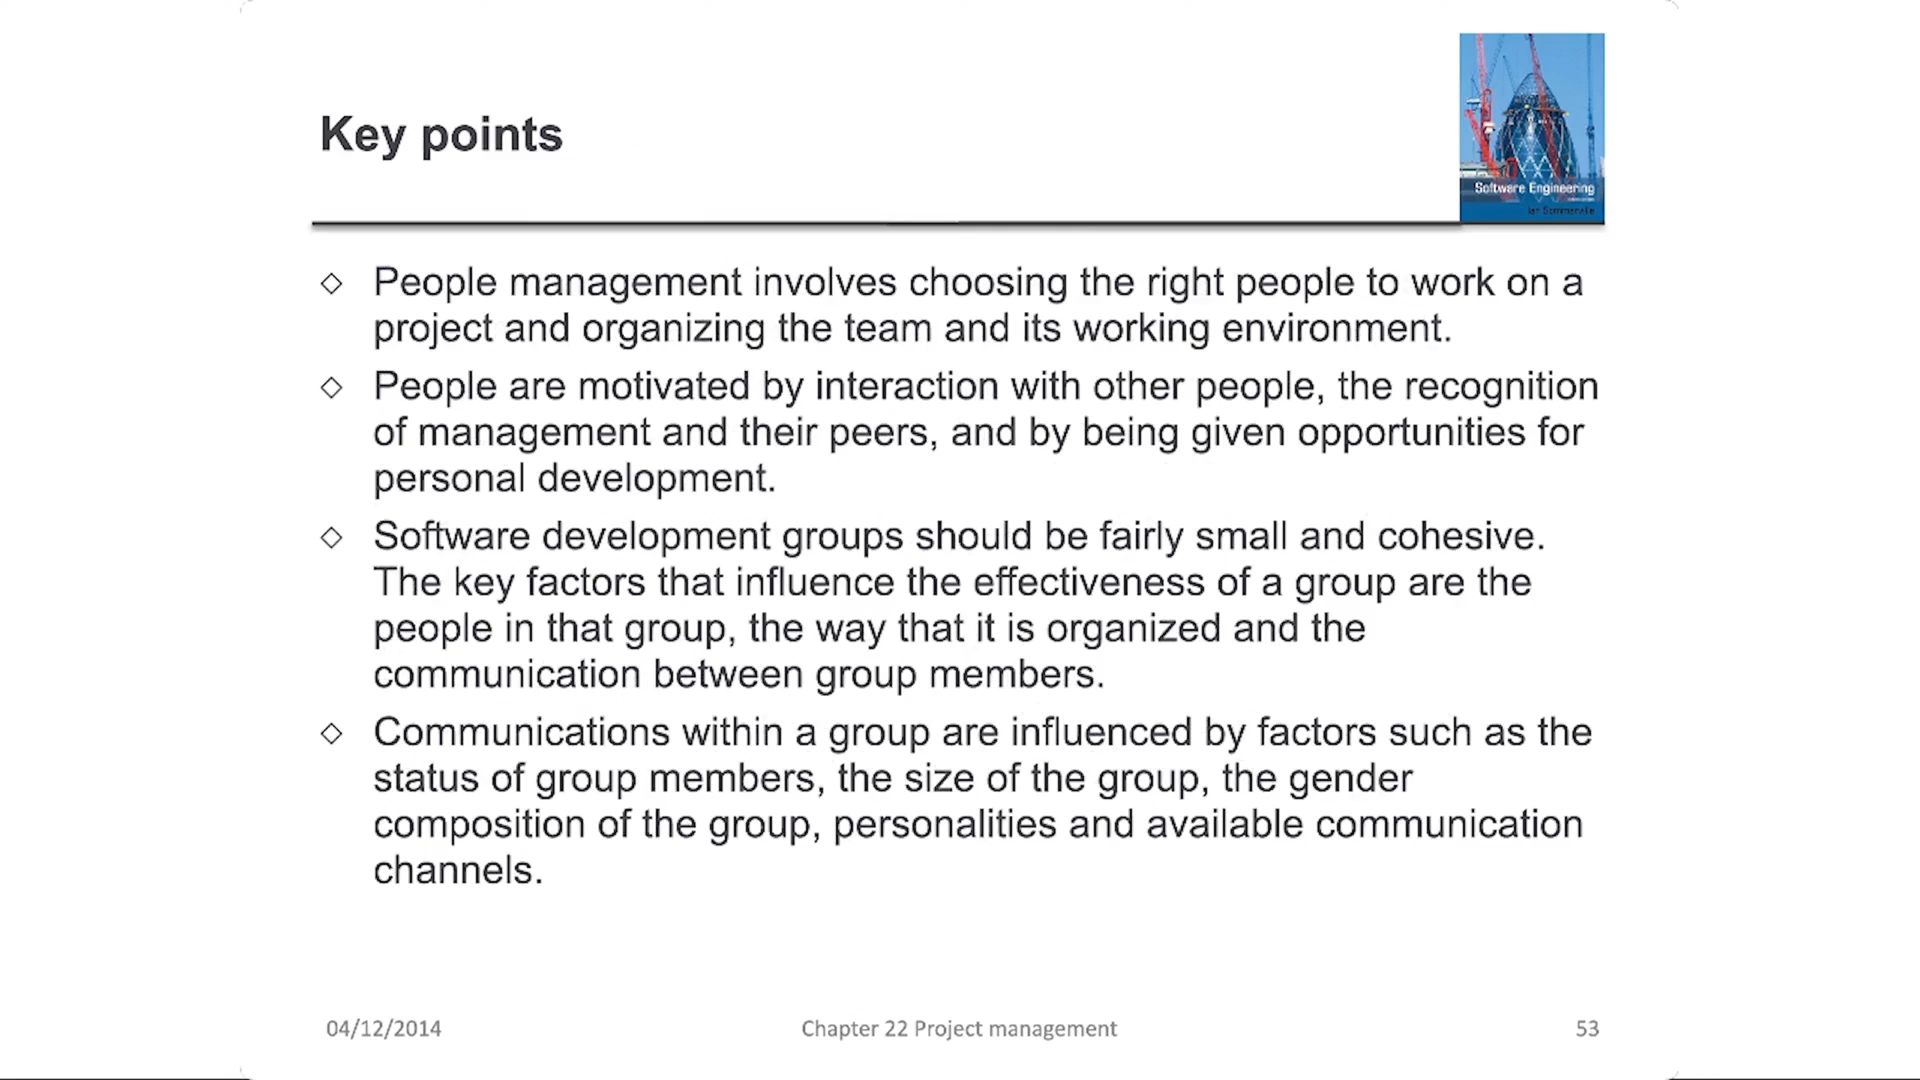 Key points
Software Engineering
Ian Sommerville
◇ People management involves choosing the right people to work on a
project and organizing the team and its working environment.
◇ People are motivated by interaction with other people, the recognition
of management and their peers, and by being given opportunities for
personal development.
◇ Software development groups should be fairly small and cohesive.
The key factors that influence the effectiveness of a group are the
people in that group, the way that it is organized and the
communication between group members.
◇ Communications within a group are influenced by factors such as the
status of group members, the size of the group, the gender
composition of the group, personalities and available communication
channels.
04/12/2014
Chapter 22 Project management
53